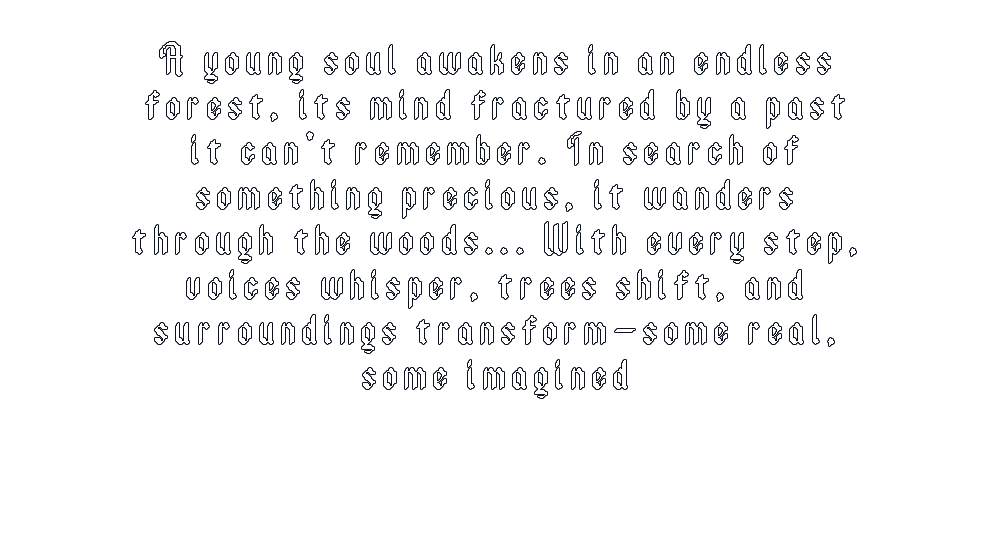 A young soul awakens in an endless
forest, its mind fractured by a past
it can't remember. In search of
something precious, it wanders
through the woods... With every step,
voices whisper, trees shift, and
surroundings transform—some real,
some imagined